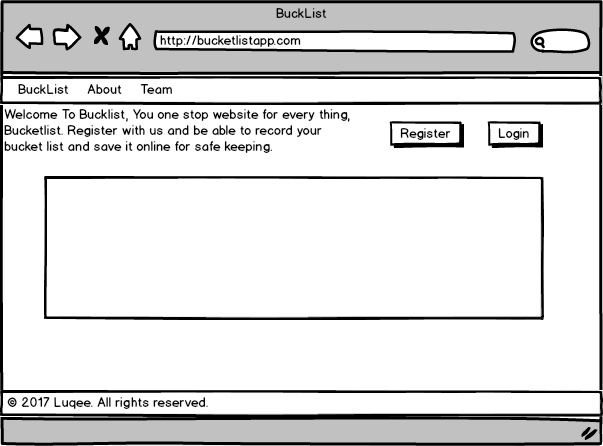 BuckList
http://bucketlistapp.com
BuckList About Team
Welcome To Bucklist, You one stop website for every thing,
Bucketlist. Register with us and be able to record your
bucket list and save it online for safe keeping.
Register Login
© 2017 Luqee. All rights reserved.